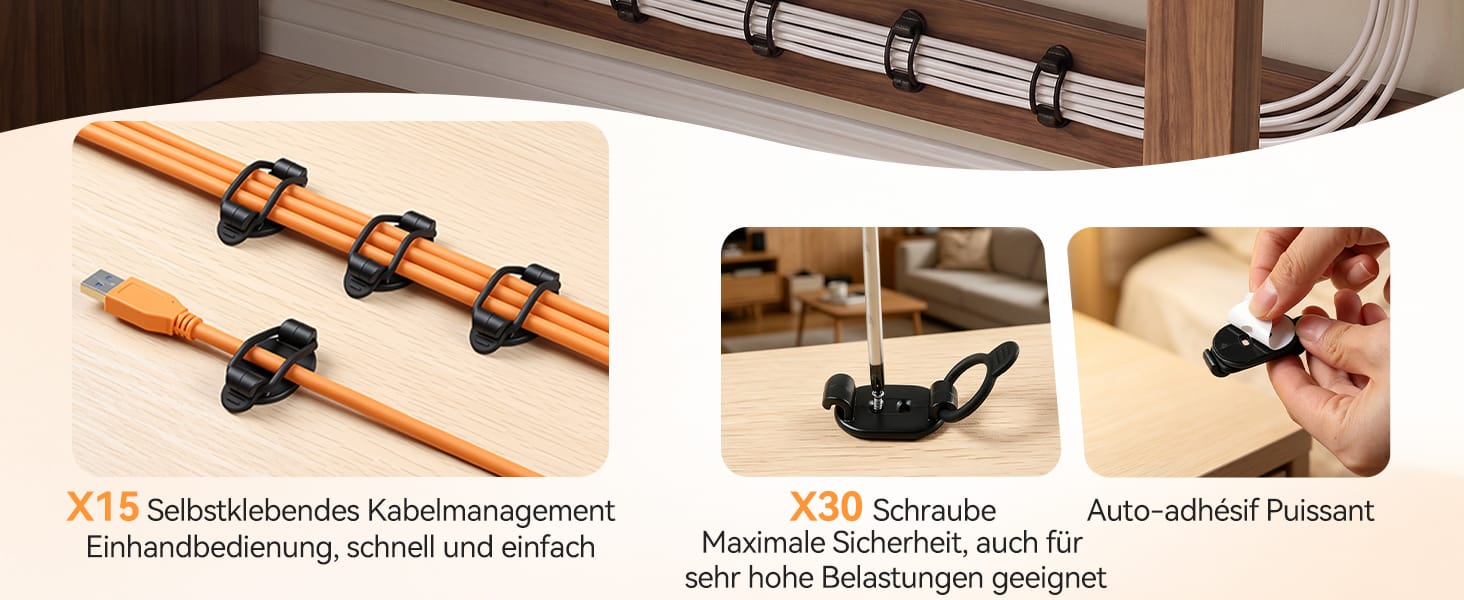 X15 Selbstklebendes Kabelmanagement
Einhandbedienung, schnell und einfach
X30 Schraube
Maximale Sicherheit, auch für
sehr hohe Belastungen geeignet
Auto-adhésif Puissant